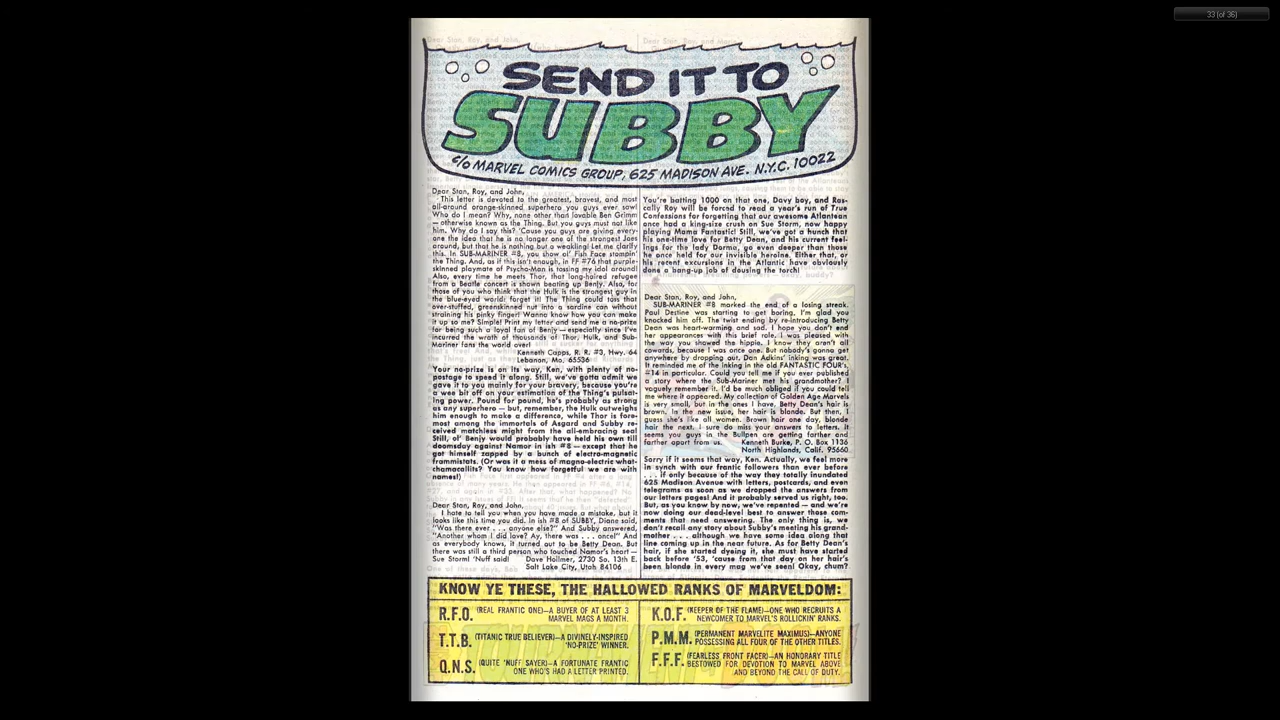 33 (of 36)
SEND IT TO
SUBBY
C/O MARVEL COMICS GROUP, 625 MADISON AVE. N.Y.C. 10022
Dear Stan, Roy, and John,
This letter is devoted to the greatest, bravest, and most
all-around orange-skinned superhero you guys ever saw!
Who do I mean? Why, none other than lovable Ben Grimm
— otherwise known as the Thing. But you guys must not like
him. Why do I say this? 'Cause you guys are giving every-
one the idea that he is no longer one of the strongest Joes
around, but that he is nothing but a weakling! Let me clarify
this. In SUB-MARINER #8, you show ol' Fish Face stampin'
the Thing. And, as if this isn't enough, in FF #76 that purple-
skinned playmate of Psycho-Man is tossing my idol around!
Also, every time he meets Thor, that long-haired refugee
from a Beatle concert is shown beating up Benjy. Also, for
those of you who think that the Hulk is the strongest guy in
the blue-eyed world: forget it! The Thing could toss that
over-stuffed, greenskinned nut into a sardine can without
straining his pinky finger! Wanna know how you can make
it up so me? Simple! Print my letter and send me a no-prize
for being such a loyal fan of Benjy — especially since I've
incurred the wrath of thousands of Thor, Hulk, and Sub-
Mariner fans the world over!
Kenneth Capps, R. R. #3, Hwy. 64
Lebanon, Mo. 65536
Your no-prize is on its way, Ken, with plenty of no-
postage to speed it along. Still, we've gotta admit we
gave it to you mainly for your bravery, because you're
a wee bit off on your estimation of the Thing's pulsat-
ing power. Pound for pound, he's probably as strong
as any superhero — but, remember, the Hulk outweighs
him enough to make a difference, while Thor is fore-
most among the immortals of Asgard and Subby re-
ceived matchless might from the all-embracing sea!
Still, ol' Benjy would probably have held his own till
doomsday against Namor in ish #8 — except that he
got himself zapped by a bunch of electro-magnetic
frammistats. (Or was it a mess of magno-electric what-
chamacallits? You know how forgetful we are with
names!)
Dear Stan, Roy, and John,
I hate to tell you when you have made a mistake, but it
looks like this time you did. In ish #8 of SUBBY, Diane said,
"Was there ever . . . anyone else?" And Subby answered,
"Another whom I did love? Ay, there was . . . once!" And
as everybody knows, it turned out to be Betty Dean. But
there was still a third person who touched Namor's heart —
Sue Storm! 'Nuff said! Dave Hollmer, 2730 So. 13th E.
Salt Lake City, Utah 84106
You're batting 1000 on that one, Davy boy, and Ras-
cally Roy will be forced to read a year's run of True
Confessions for forgetting that our awesome Atlantean
once had a king-size crush on Sue Storm, now happy
playing Mama Fantastic! Still, we've got a hunch that
his one-time love for Betty Dean, and his current feel-
ings for the lady Dorma, go even deeper than those
he once held for our invisible heroine. Either that, or
his recent excursions in the Atlantic have obviously
done a bang-up job of dousing the torch!
Dear Stan, Roy, and John,
SUB-MARINER #8 marked the end of a losing streak.
Paul Destine was starting to get boring. I'm glad you
knocked him off. The twist ending by re-introducing Betty
Dean was heart-warming and sad. I hope you don't end
her appearances with this brief role. I was pleased with
the way you showed the hippie. I know they aren't all
cowards, because I was once one. But nobody's gonna get
anywhere by dropping out. Dan Adkins' inking was great.
It reminded me of the inking in the old FANTASTIC FOUR's,
#14 in particular. Could you tell me if you ever published
a story where the Sub-Mariner met his grandmother? I
vaguely remember it. I'd be much obliged if you could tell
me where it appeared. My collection of Golden Age Marvels
is very small, but in the ones I have, Betty Dean's hair is
brown. In the new issue, her hair is blonde. But then, I
guess she's like all women. Brown hair one day, blonde
hair the next. I sure do miss your answers to letters. It
seems you guys in the Bullpen are getting farther and
farther apart from us. Kenneth Burke, P. O. Box 1136
North Highlands, Calif. 95660
Sorry if it seems that way, Ken. Actually, we feel more
in synch with our frantic followers than ever before
. . . if only because of the way they totally inundated
625 Madison Avenue with letters, postcards, and even
telegrams as soon as we dropped the answers from
our letters pages! And it probably served us right, too.
But, as you know by now, we've repented — and we're
now doing our dead-level best to answer those com-
ments that need answering. The only thing is, we
don't recall any story about Subby's meeting his grand-
mother . . . although we have some idea along that
line coming up in the near future. As for Betty Dean's
hair, if she started dyeing it, she must have started
back before '53, 'cause from that day on her hair's
been blonde in every mag we've seen! Okay, chum?
KNOW YE THESE, THE HALLOWED RANKS OF MARVELDOM:
R.F.O. (REAL FRANTIC ONE)—A BUYER OF AT LEAST 3
MARVEL MAGS A MONTH.
T.T.B. (TITANIC TRUE BELIEVER)—A DIVINELY-INSPIRED
'NO-PRIZE' WINNER.
Q.N.S. (QUITE 'NUFF SAYER)—A FORTUNATE FRANTIC
ONE WHO'S HAD A LETTER PRINTED.
K.O.F. (KEEPER OF THE FLAME)—ONE WHO RECRUITS A
NEWCOMER TO MARVEL'S ROLLICKIN' RANKS.
P.M.M. (PERMANENT MARVELITE MAXIMUS)—ANYONE
POSSESSING ALL FOUR OF THE OTHER TITLES.
F.F.F. (FEARLESS FRONT FACER)—AN HONORARY TITLE
BESTOWED FOR DEVOTION TO MARVEL ABOVE
AND BEYOND THE CALL OF DUTY.